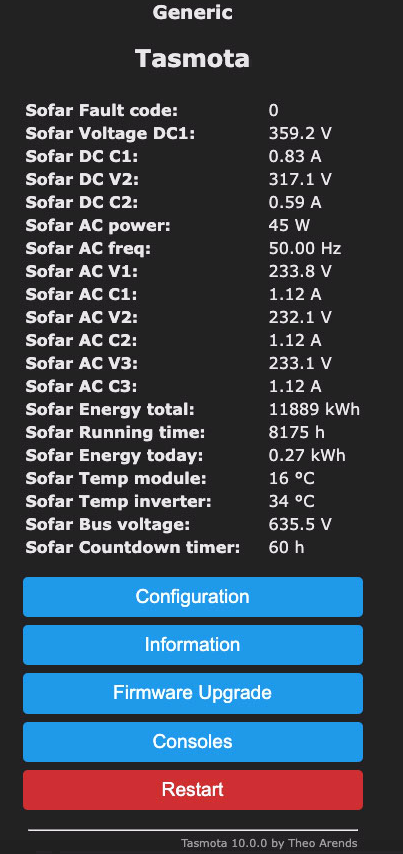 Generic
Tasmota
Sofar Fault code: 0
Sofar Voltage DC1: 359.2 V
Sofar DC C1: 0.83 A
Sofar DC V2: 317.1 V
Sofar DC C2: 0.59 A
Sofar AC power: 45 W
Sofar AC freq: 50.00 Hz
Sofar AC V1: 233.8 V
Sofar AC C1: 1.12 A
Sofar AC V2: 232.1 V
Sofar AC C2: 1.12 A
Sofar AC V3: 233.1 V
Sofar AC C3: 1.12 A
Sofar Energy total: 11889 kWh
Sofar Running time: 8175 h
Sofar Energy today: 0.27 kWh
Sofar Temp module: 16 °C
Sofar Temp inverter: 34 °C
Sofar Bus voltage: 635.5 V
Sofar Countdown timer: 60 h
Configuration
Information
Firmware Upgrade
Consoles
Restart
Tasmota 10.0.0 by Theo Arends